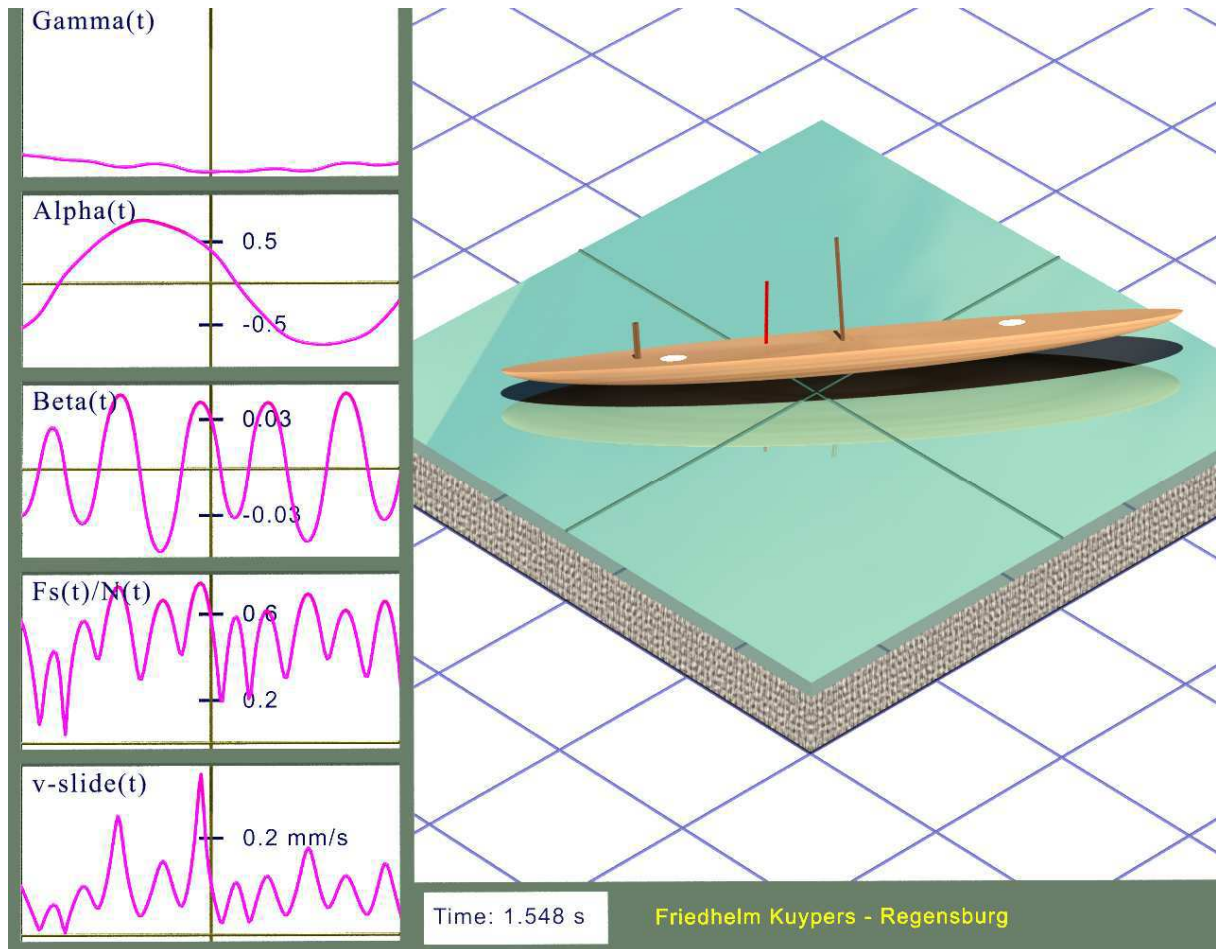 Gamma(t)
Alpha(t)
0.5
-0.5
Beta(t)
0.03
-0.03
Fs(t)/N(t)
0.6
0.2
v-slide(t)
0.2 mm/s
Time: 1.548 s
Friedhelm Kuypers - Regensburg